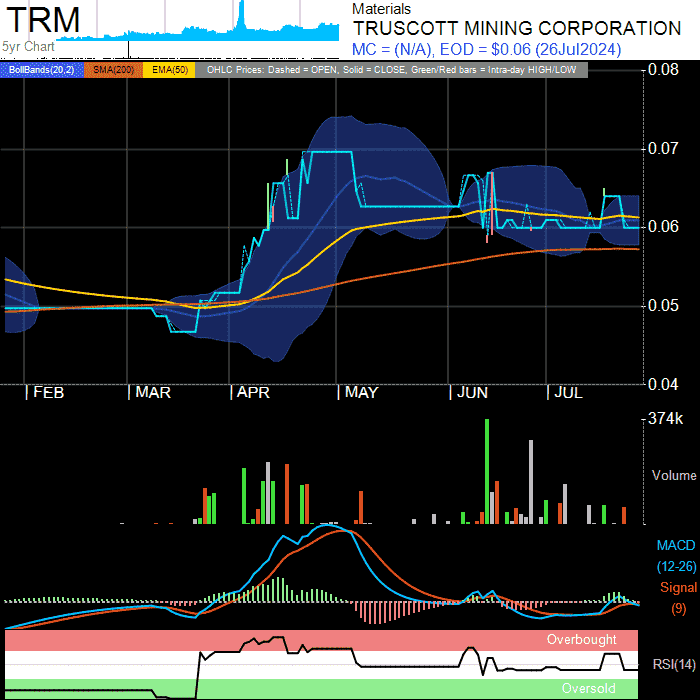 TRM
5yr Chart
Materials
TRUSCOTT MINING CORPORATION
MC = (N/A), EOD = $0.06 (26Jul2024)
BollBands(20,2) SMA(200) EMA(50) OHLC Prices: Dashed = OPEN, Solid = CLOSE, Green/Red bars = Intra-day HIGH/LOW
0.08
0.07
0.06
0.05
0.04
FEB MAR APR MAY JUN JUL
374k
Volume
MACD
(12-26)
Signal
(9)
Overbought
RSI(14)
Oversold